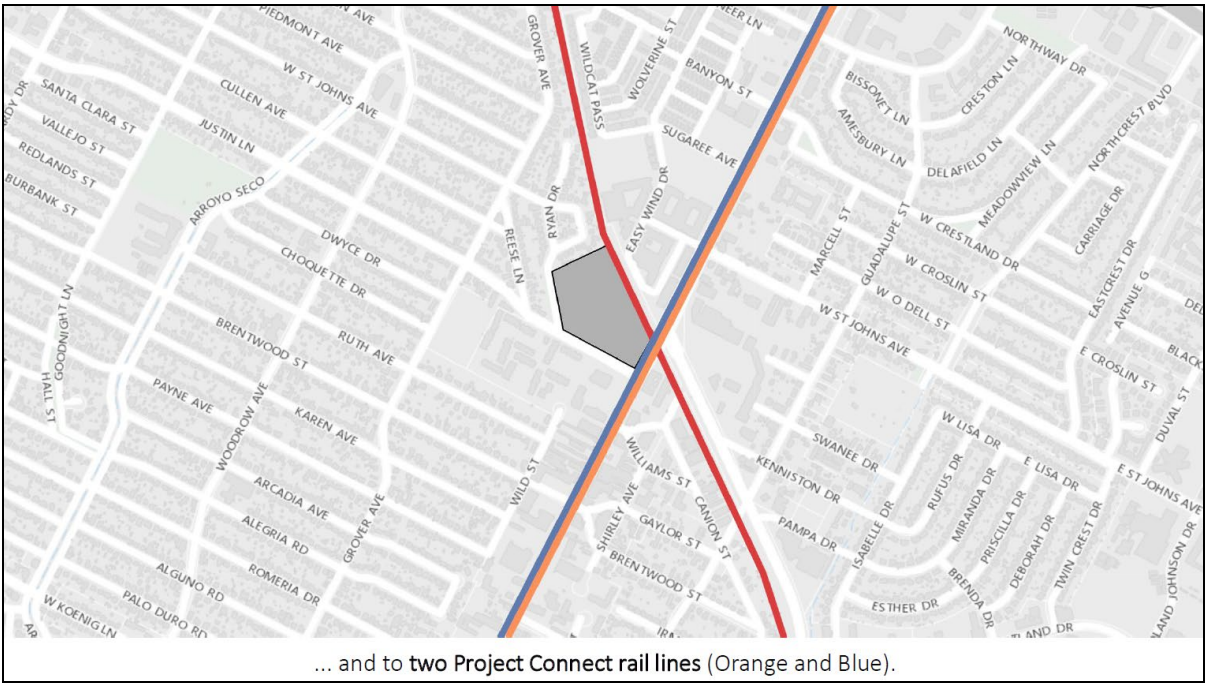 PIEDMONT AVE
AVE
GROVER AVE
WILDCAT PASS
WOLVERINE ST
BANYON ST
NORTHWAY DR
W ST JOHNS AVE
CULLEN AVE
SANTA CLARA ST
JUSTIN LN
VALLEJO ST
REDLANDS ST
BURBANK ST
BISSONET LN
CRESTON LN
AMESBURY LN
NORTHCREST BLVD
SUGAREE AVE
DELAFIELD LN
MEADOWVIEW LN
ARROYO SECO
RYAN DR
EASY WIND DR
CARRIAGE DR
REESE LN
DWYCE DR
CHOQUETTE DR
MARCELL ST
GUADALUPE ST
W CRESTLAND DR
W CROSLIN ST
EASTCREST DR
AVENUE G
W O DELL ST
W ST JOHNS AVE
GOODNIGHT LN
HALL ST
BRENTWOOD ST
RUTH AVE
E CROSLIN ST
PAYNE AVE
WOODROW AVE
KAREN AVE
DUVAL ST
W LISA DR
SWANEE DR
KENNISTON DR
WILLIAMS ST
WILD ST
E LISA DR
E ST JOHNS AVE
ARCADIA AVE
RUFUS DR
MIRANDA DR
PRISCILLA DR
DEBORAH DR
TWIN CREST DR
SHIRLEY AVE
GAYLOR ST
CANION ST
PAMPA DR
ISABELLE DR
ALEGRIA RD
GROVER AVE
BRENTWOOD ST
ALGUNO RD
ROMERIA DR
BRENDA DR
ESTHER DR
W KOENIG LN
PALO DURO RD
... and to two Project Connect rail lines (Orange and Blue).